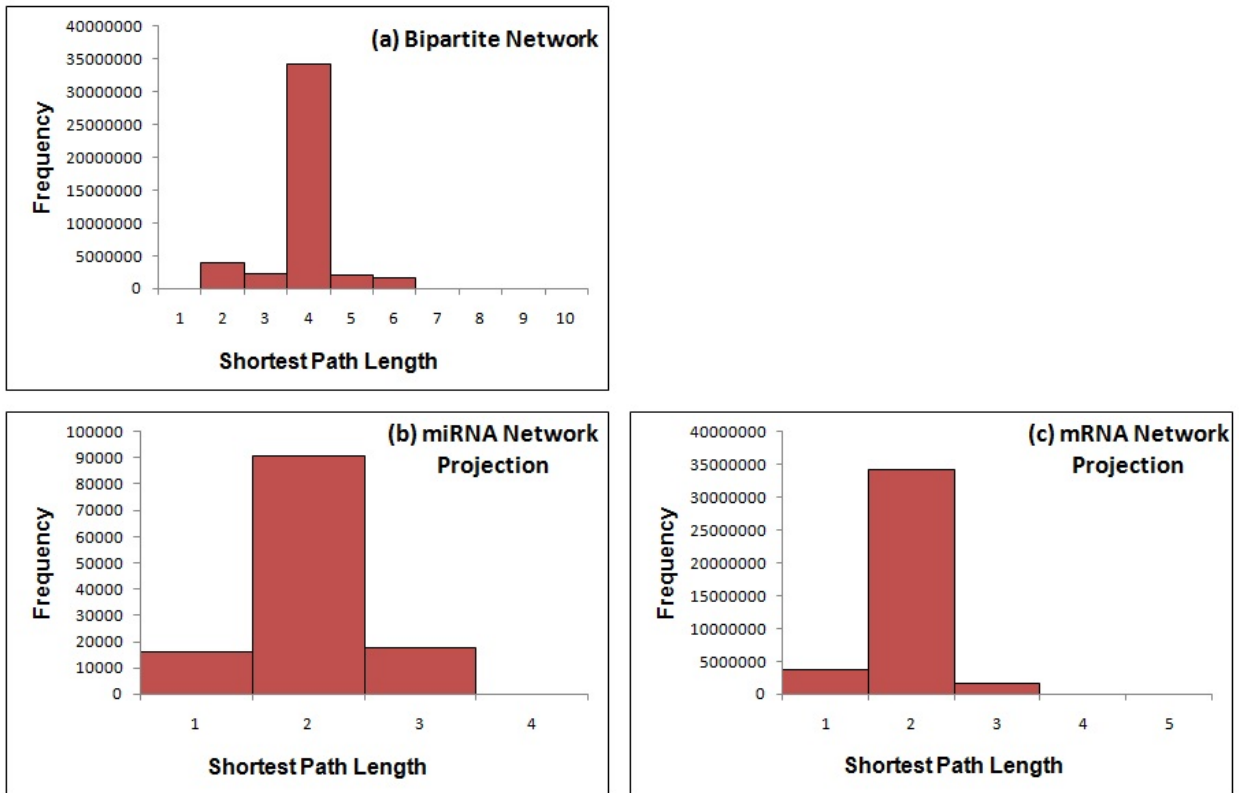 (a) Bipartite Network
40000000
35000000
30000000
25000000
20000000
15000000
10000000
5000000
0
Frequency
1 2 3 4 5 6 7 8 9 10
Shortest Path Length
(b) miRNA Network
Projection
100000
90000
80000
70000
60000
50000
40000
30000
20000
10000
0
Frequency
1 2 3 4
Shortest Path Length
(c) mRNA Network
Projection
40000000
35000000
30000000
25000000
20000000
15000000
10000000
5000000
0
Frequency
1 2 3 4 5
Shortest Path Length